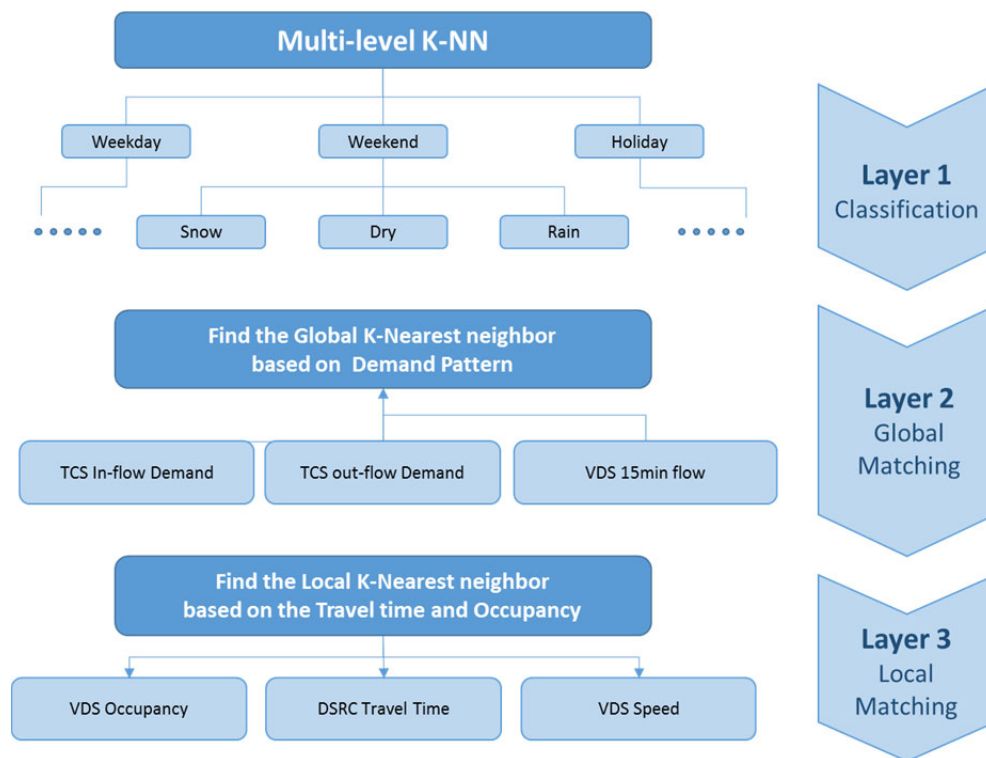 Multi-level K-NN
Weekday
Weekend
Holiday
Snow
Dry
Rain
Layer 1
Classification
Find the Global K-Nearest neighbor
based on Demand Pattern
TCS In-flow Demand
TCS out-flow Demand
VDS 15min flow
Layer 2
Global
Matching
Find the Local K-Nearest neighbor
based on the Travel time and Occupancy
VDS Occupancy
DSRC Travel Time
VDS Speed
Layer 3
Local
Matching